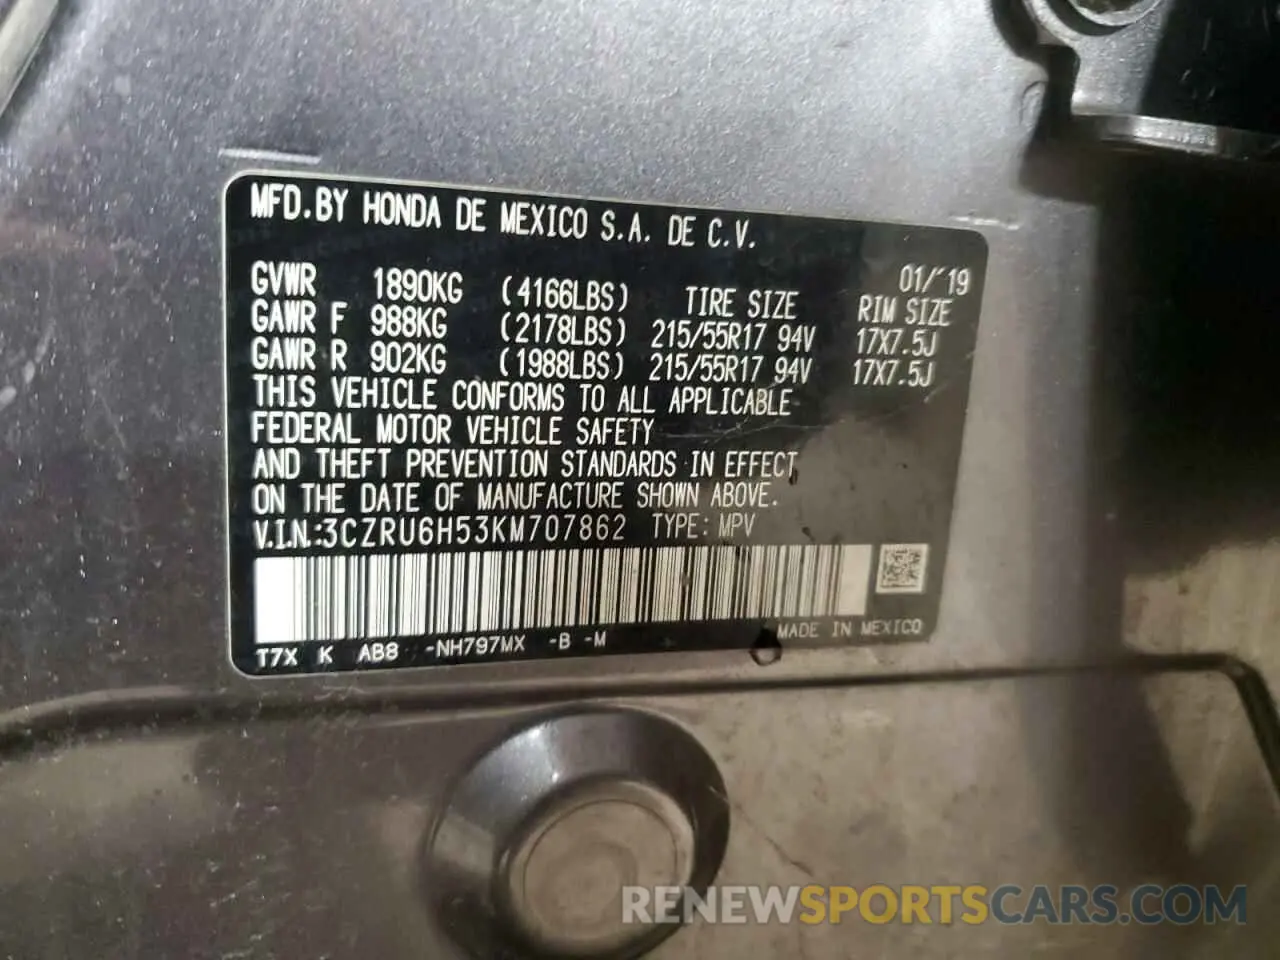 MFD.BY HONDA DE MEXICO S.A. DE C.V.
01/'19
GVWR 1890KG (4166LBS) TIRE SIZE RIM SIZE
GAWR F 988KG (2178LBS) 215/55R17 94V 17X7.5J
GAWR R 902KG (1988LBS) 215/55R17 94V 17X7.5J
THIS VEHICLE CONFORMS TO ALL APPLICABLE
FEDERAL MOTOR VEHICLE SAFETY
AND THEFT PREVENTION STANDARDS IN EFFECT
ON THE DATE OF MANUFACTURE SHOWN ABOVE.
V.I.N.:3CZRU6H53KM707862 TYPE: MPV
MADE IN MEXICO
T7X K AB8 -NH797MX -B -M
RENEWSPORTSCARS.COM